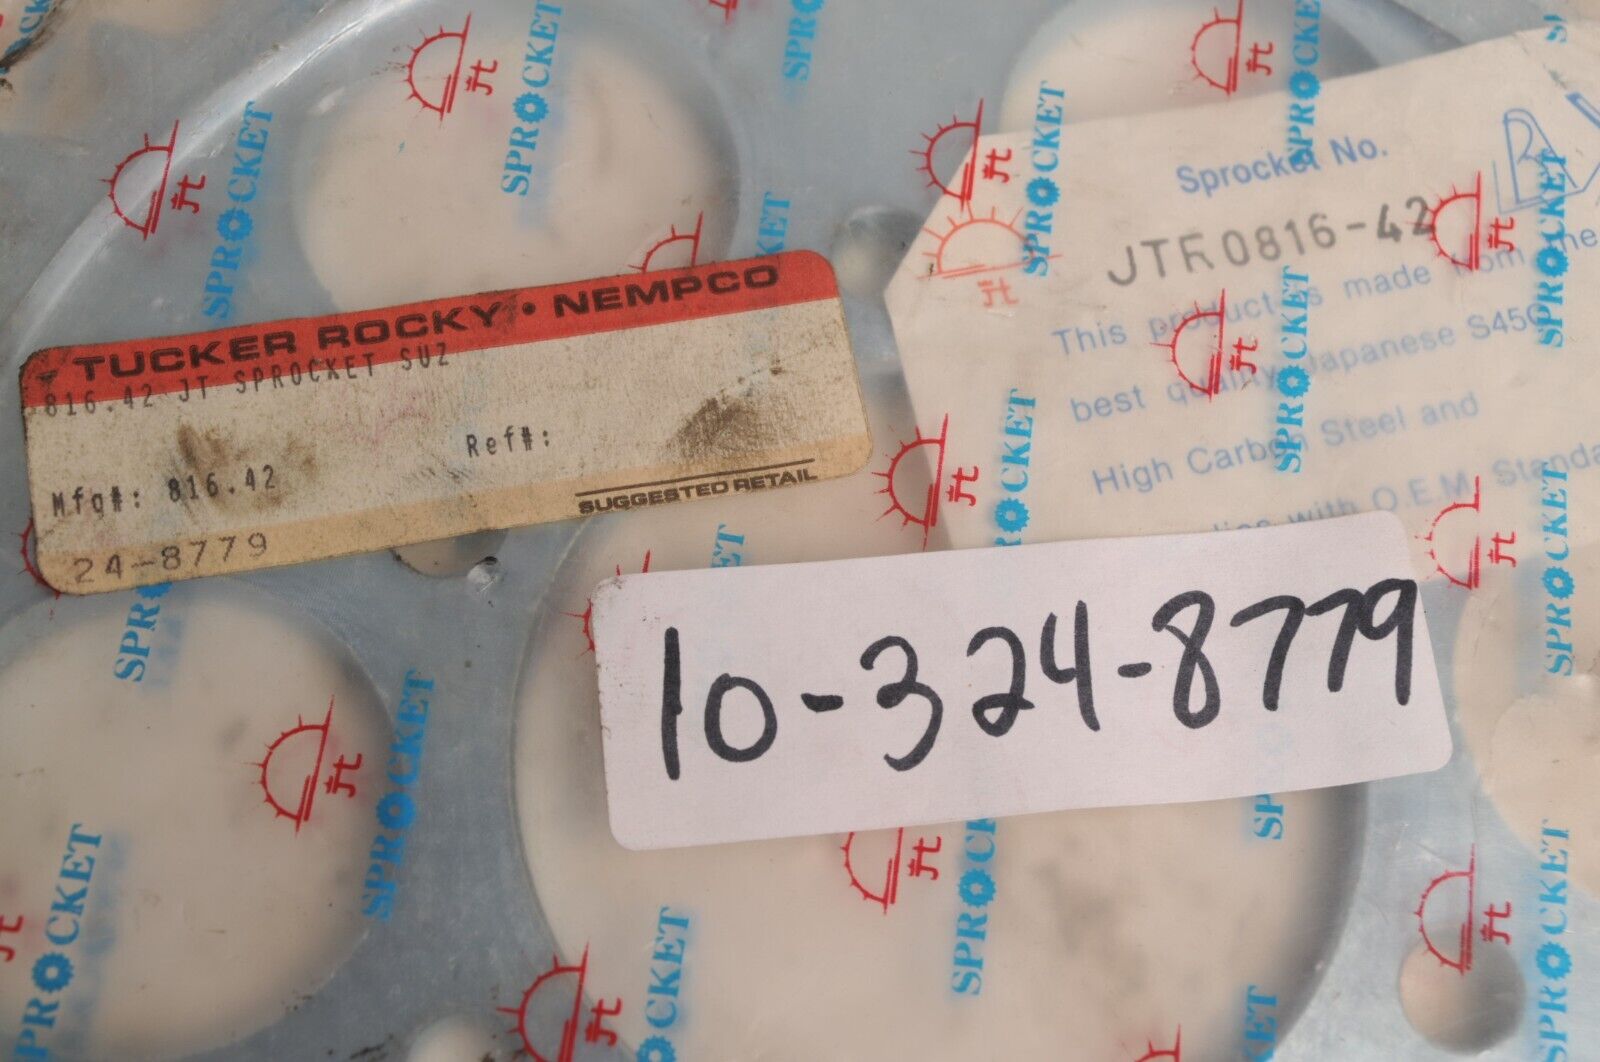 TUCKER ROCKY • NEMPCO
816.42 JT SPROCKET SUZ
Ref#:
Mfg#: 816.42
SUGGESTED RETAIL
24-8779
Sprocket No.
JTR0816-42
This product is made from the
best quality Japanese S45C
High Carbon Steel and
with O.E.M. Standa
10-324-8779
Jt
SPROCKET